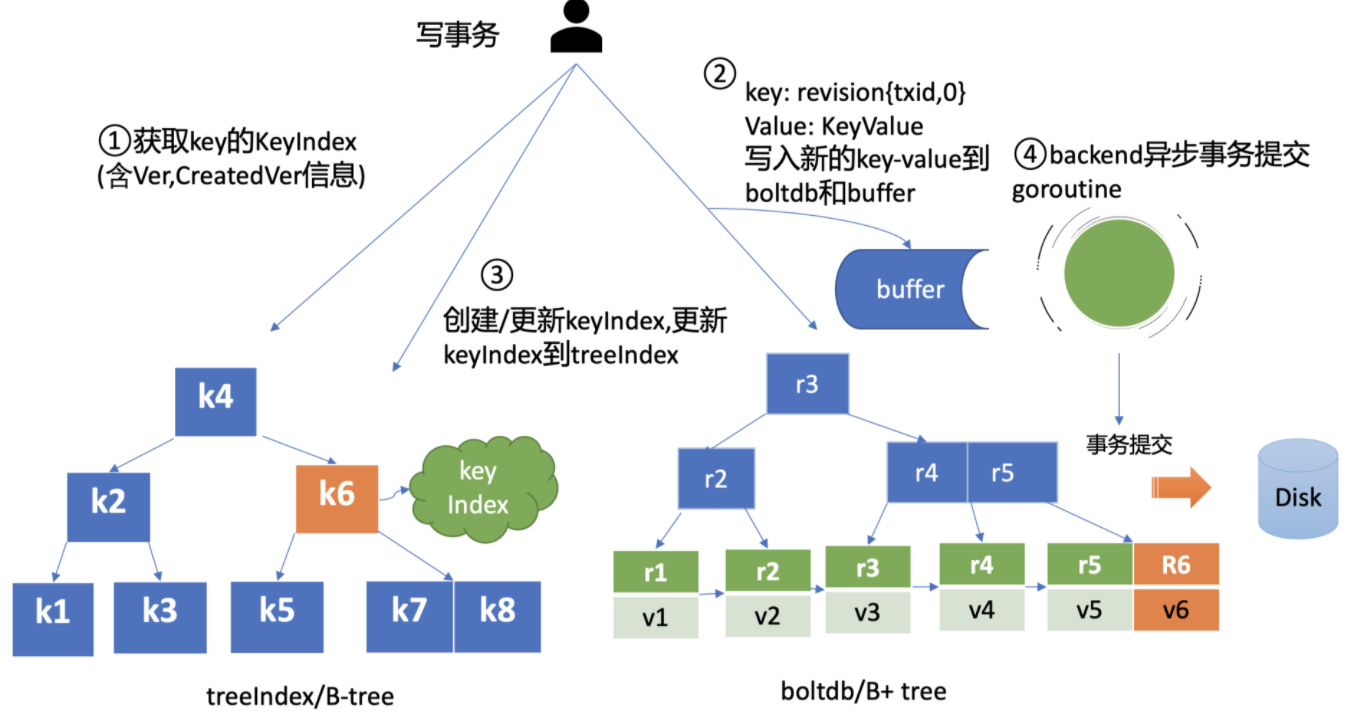 写事务
①获取key的KeyIndex
(含Ver,CreatedVer信息)
②
key: revision{txid,0}
Value: KeyValue
写入新的key-value到
boltdb和buffer
④backend异步事务提交
goroutine
③
创建/更新keyIndex,更新
keyIndex到treeIndex
buffer
事务提交
Disk
k4
k2
k6
key
Index
k1
k3
k5
k7
k8
treeIndex/B-tree
r3
r2
r4
r5
r1
r2
r3
r4
r5
R6
v1
v2
v3
v4
v5
v6
boltdb/B+ tree